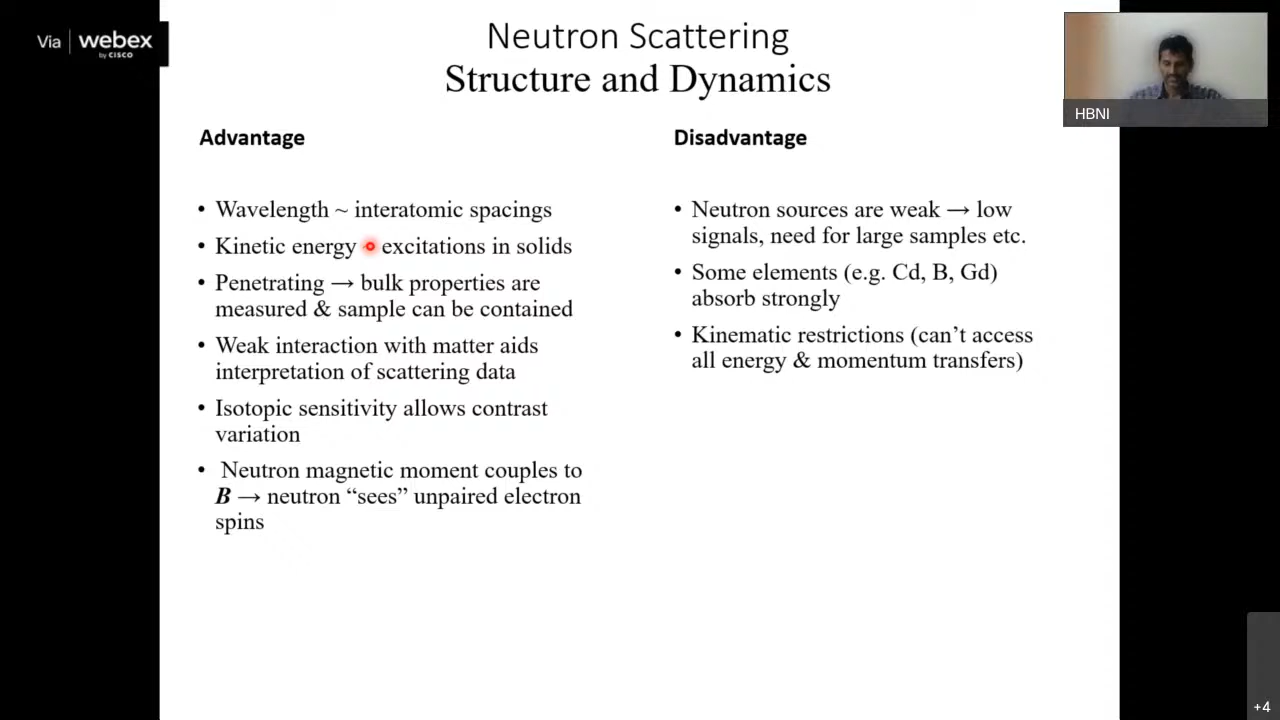 Via webex
by CISCO
Neutron Scattering
Structure and Dynamics
HBNI
Advantage
• Wavelength ~ interatomic spacings
• Kinetic energy excitations in solids
• Penetrating → bulk properties are
measured & sample can be contained
• Weak interaction with matter aids
interpretation of scattering data
• Isotopic sensitivity allows contrast
variation
• Neutron magnetic moment couples to
B → neutron “sees” unpaired electron
spins
Disadvantage
• Neutron sources are weak → low
signals, need for large samples etc.
• Some elements (e.g. Cd, B, Gd)
absorb strongly
• Kinematic restrictions (can’t access
all energy & momentum transfers)
+4